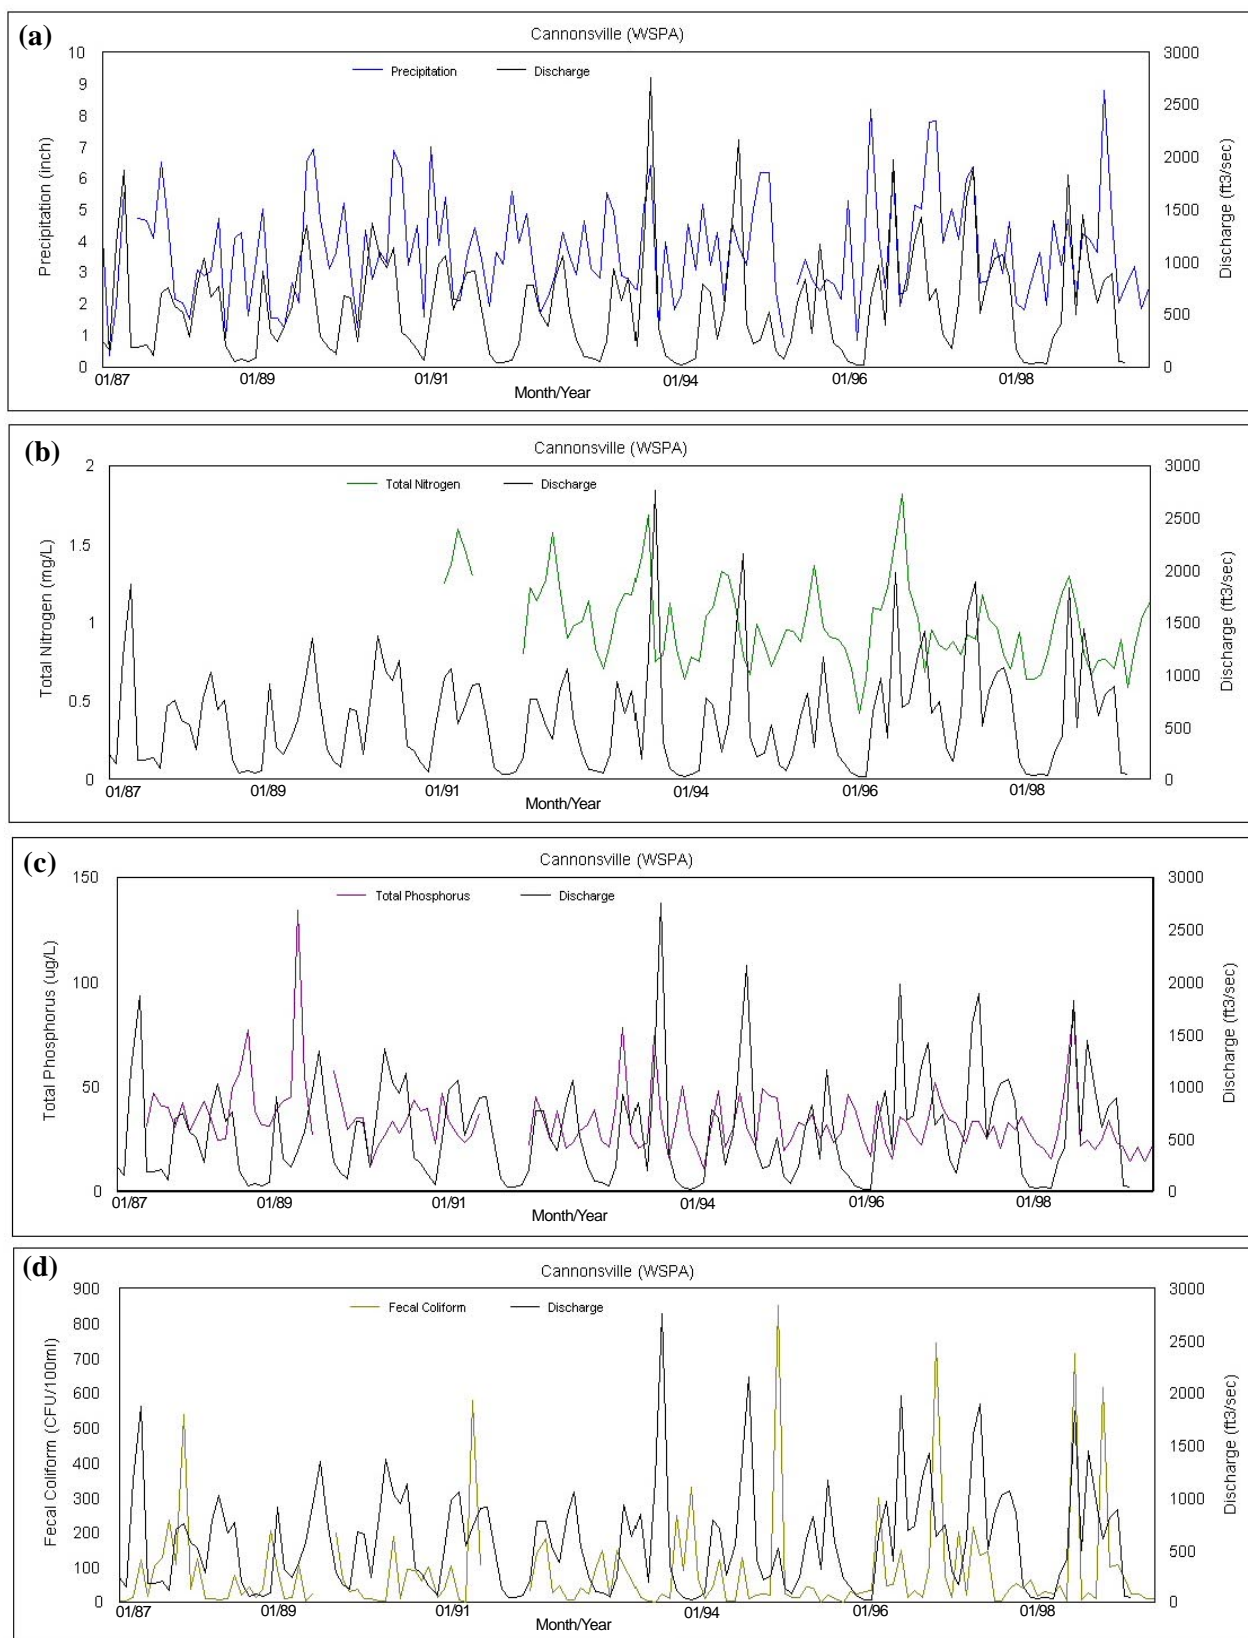 (a)
Cannonsville (WSPA)
Precipitation
Discharge
Precipitation (inch)
10
9
8
7
6
5
4
3
2
1
0
3000
2500
2000
1500
1000
500
0
Discharge (ft3/sec)
01/87
01/89
01/91
01/94
01/96
01/98
Month/Year
(b)
Cannonsville (WSPA)
Total Nitrogen
Discharge
Total Nitrogen (mg/L)
2
1.5
1
0.5
0
3000
2500
2000
1500
1000
500
0
Discharge (ft3/sec)
01/87
01/89
01/91
01/94
01/96
01/98
Month/Year
(c)
Cannonsville (WSPA)
Total Phosphorus
Discharge
Total Phosphorus (ug/L)
150
100
50
0
3000
2500
2000
1500
1000
500
0
Discharge (ft3/sec)
01/87
01/89
01/91
01/94
01/96
01/98
Month/Year
(d)
Cannonsville (WSPA)
Fecal Coliform
Discharge
Fecal Coliform (CFU/100ml)
900
800
700
600
500
400
300
200
100
0
3000
2500
2000
1500
1000
500
0
Discharge (ft3/sec)
01/87
01/89
01/91
01/94
01/96
01/98
Month/Year